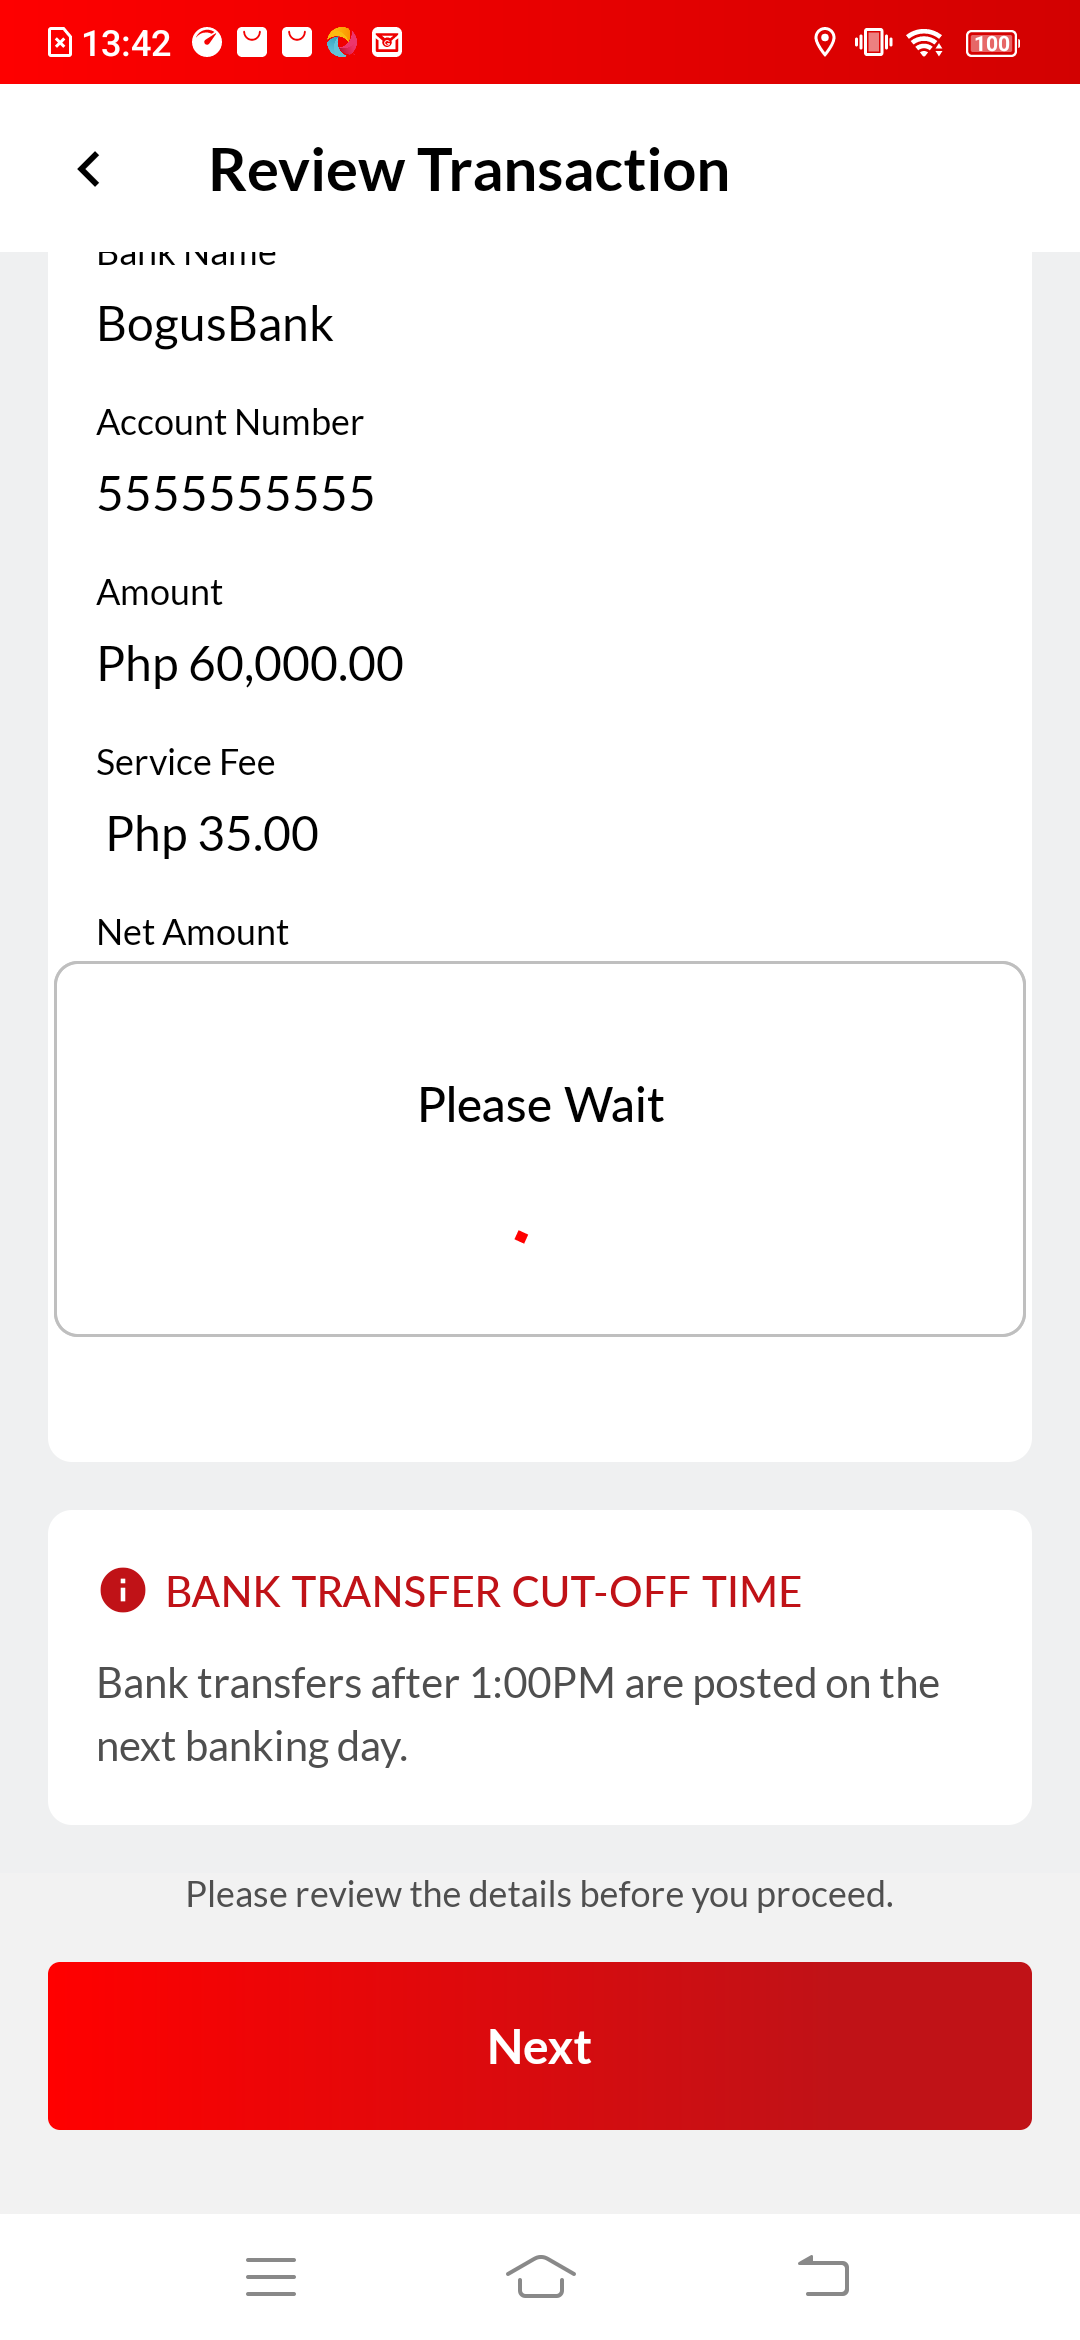 13:42
100
Review Transaction
Bank Name
BogusBank
Account Number
5555555555
Amount
Php 60,000.00
Service Fee
Php 35.00
Net Amount
Please Wait
BANK TRANSFER CUT-OFF TIME
Bank transfers after 1:00PM are posted on the
next banking day.
Please review the details before you proceed.
Next